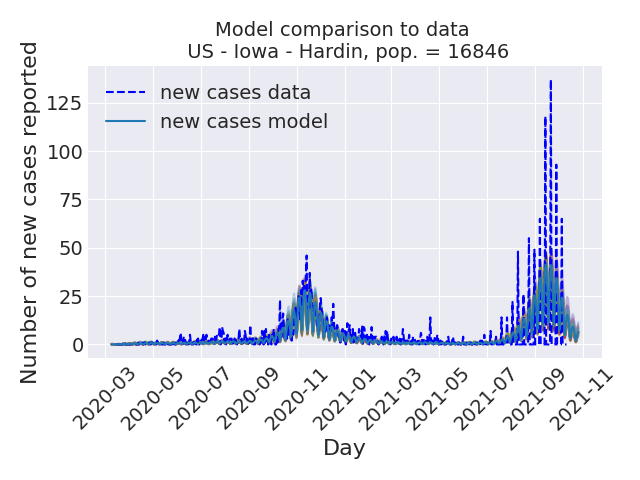 Model comparison to data
US - Iowa - Hardin, pop. = 16846
new cases data
new cases model
Number of new cases reported
125
100
75
50
25
0
2020-03
2020-05
2020-07
2020-09
2020-11
2021-01
2021-03
2021-05
2021-07
2021-09
2021-11
Day